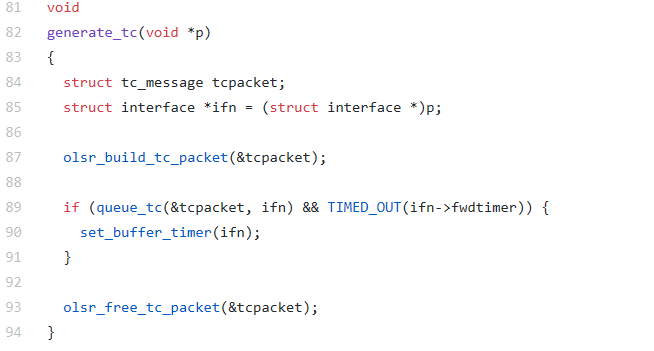 81 void
82 generate_tc(void *p)
83 {
84   struct tc_message tcpacket;
85   struct interface *ifn = (struct interface *)p;
86
87   olsr_build_tc_packet(&tcpacket);
88
89   if (queue_tc(&tcpacket, ifn) && TIMED_OUT(ifn->fwdtimer)) {
90     set_buffer_timer(ifn);
91   }
92
93   olsr_free_tc_packet(&tcpacket);
94 }